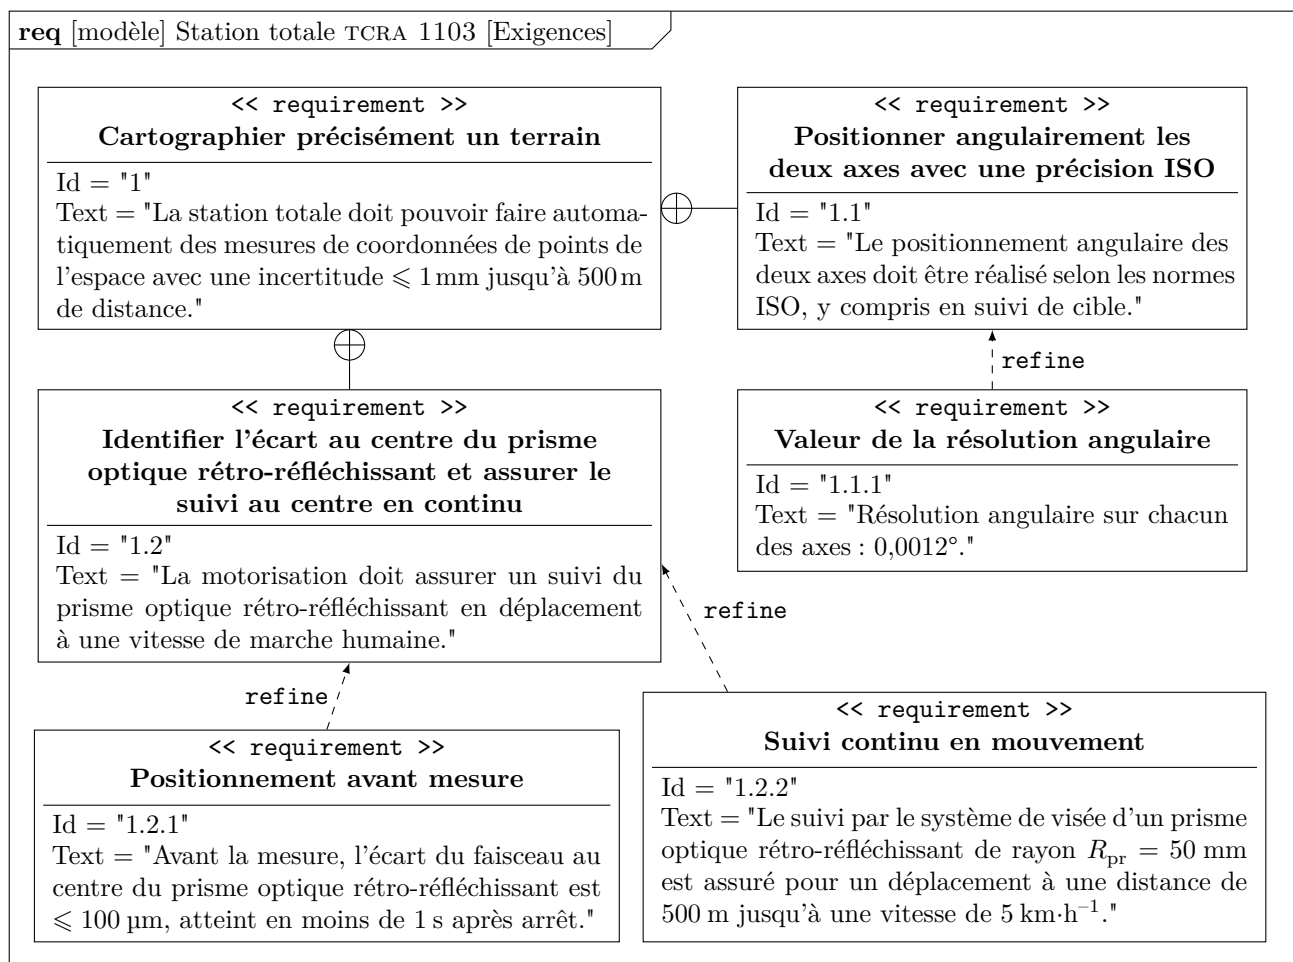 req [modèle] Station totale TCRA 1103 [Exigences]
<< requirement >>
Cartographier précisément un terrain
Id = "1"
Text = "La station totale doit pouvoir faire automa-
tiquement des mesures de coordonnées de points de
l'espace avec une incertitude ⩽ 1 mm jusqu'à 500 m
de distance."
<< requirement >>
Positionner angulairement les
deux axes avec une précision ISO
Id = "1.1"
Text = "Le positionnement angulaire des
deux axes doit être réalisé selon les normes
ISO, y compris en suivi de cible."
refine
<< requirement >>
Identifier l'écart au centre du prisme
optique rétro-réfléchissant et assurer le
suivi au centre en continu
Id = "1.2"
Text = "La motorisation doit assurer un suivi du
prisme optique rétro-réfléchissant en déplacement
à une vitesse de marche humaine."
<< requirement >>
Valeur de la résolution angulaire
Id = "1.1.1"
Text = "Résolution angulaire sur chacun
des axes : 0,0012°."
refine
refine
<< requirement >>
Positionnement avant mesure
Id = "1.2.1"
Text = "Avant la mesure, l'écart du faisceau au
centre du prisme optique rétro-réfléchissant est
⩽ 100 µm, atteint en moins de 1 s après arrêt."
<< requirement >>
Suivi continu en mouvement
Id = "1.2.2"
Text = "Le suivi par le système de visée d'un prisme
optique rétro-réfléchissant de rayon R_pr = 50 mm
est assuré pour un déplacement à une distance de
500 m jusqu'à une vitesse de 5 km·h⁻¹."